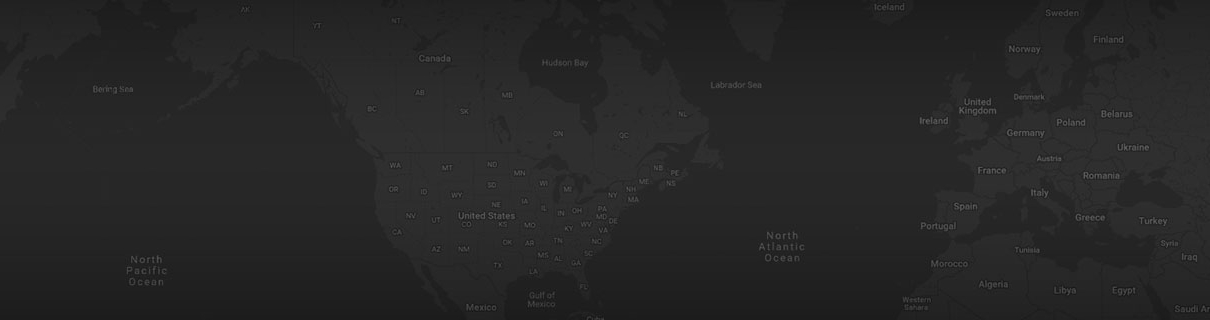 AK
YT
NT
Iceland
Sweden
Finland
Norway
Canada
Hudson Bay
Bering Sea
Labrador Sea
AB
MB
BC
SK
NL
ON
QC
United
Kingdom
Denmark
Ireland
Poland
Belarus
Germany
Ukraine
Austria
France
Romania
WA
MT
ND
MN
NB
PE
OR
ID
WY
SD
WI
MI
ME
NH
NS
NY
MA
Italy
Spain
Portugal
Greece
Turkey
NV
UT
NE
IA
IL
IN
OH
PA
MD
DE
United States
CO
KS
MO
KY
WV
VA
CA
AZ
NM
OK
AR
TN
NC
MS
AL
GA
SC
TX
LA
FL
North
Atlantic
Ocean
North
Pacific
Ocean
Syria
Iraq
Tunisia
Morocco
Algeria
Libya
Egypt
Western
Sahara
Gulf of
Mexico
Mexico
Cuba
Saudi Ar